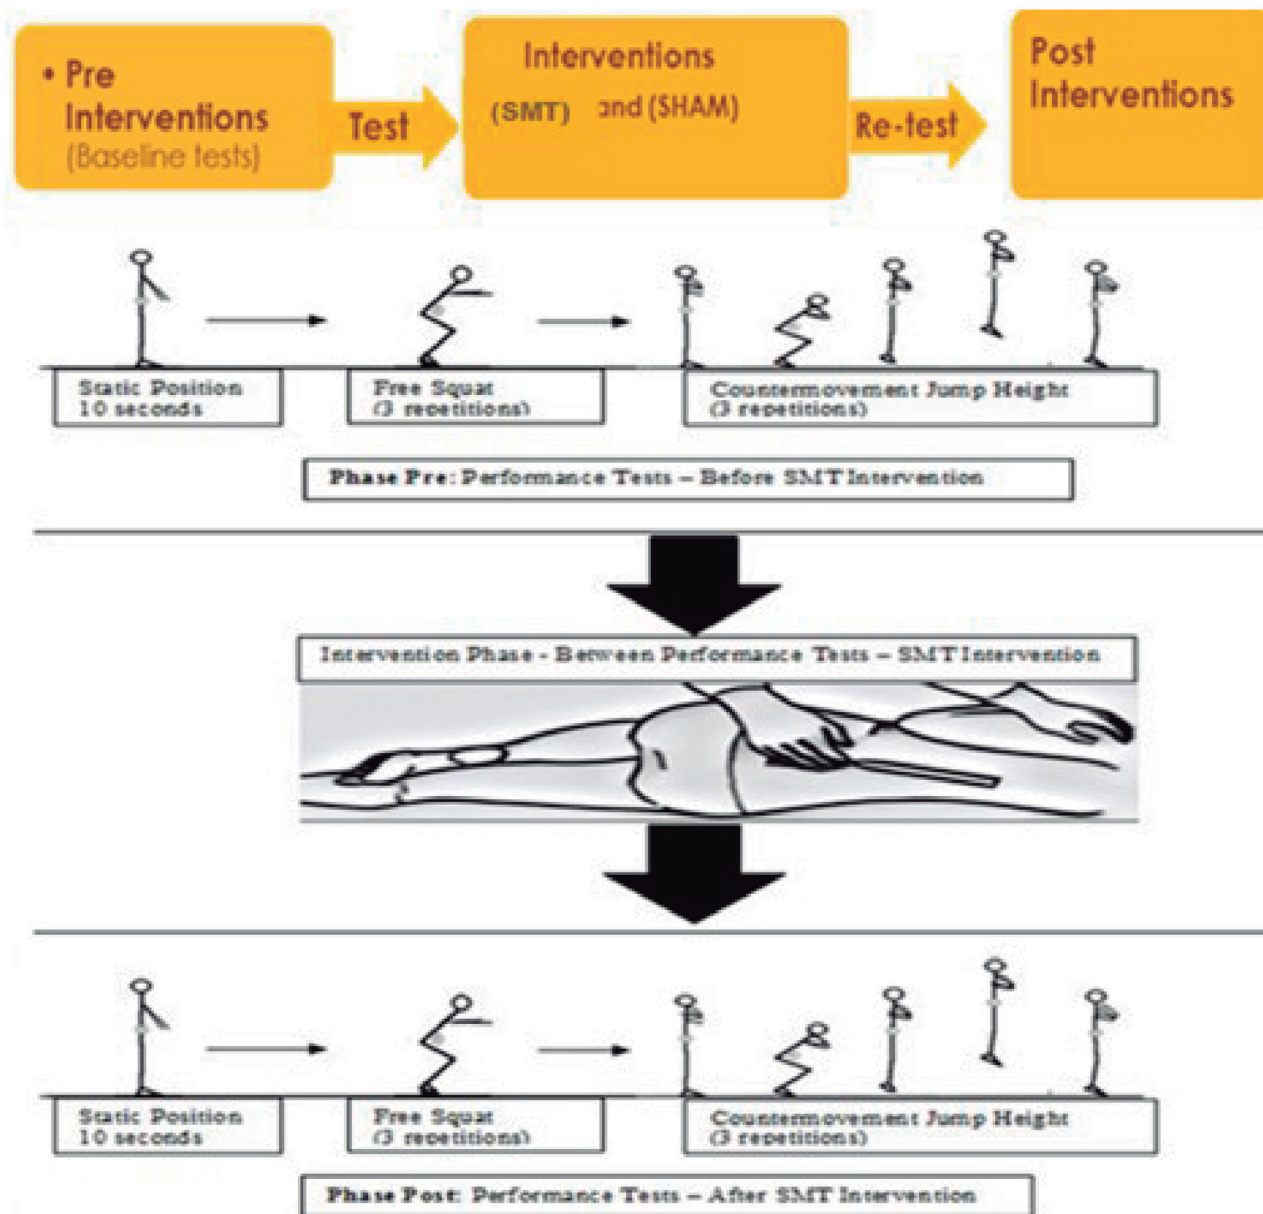 • Pre
Interventions
(Baseline tests)
Test
Interventions
(SMT) and (SHAM)
Re-test
Post
Interventions
Static Position
10 seconds
Free Squat
(3 repetitions)
Countermovement Jump Height
(3 repetitions)
Phase Pre: Performance Tests – Before SMT Intervention
Intervention Phase - Between Performance Tests – SMT Intervention
Static Position
10 seconds
Free Squat
(3 repetitions)
Countermovement Jump Height
(3 repetitions)
Phase Post: Performance Tests – After SMT Intervention